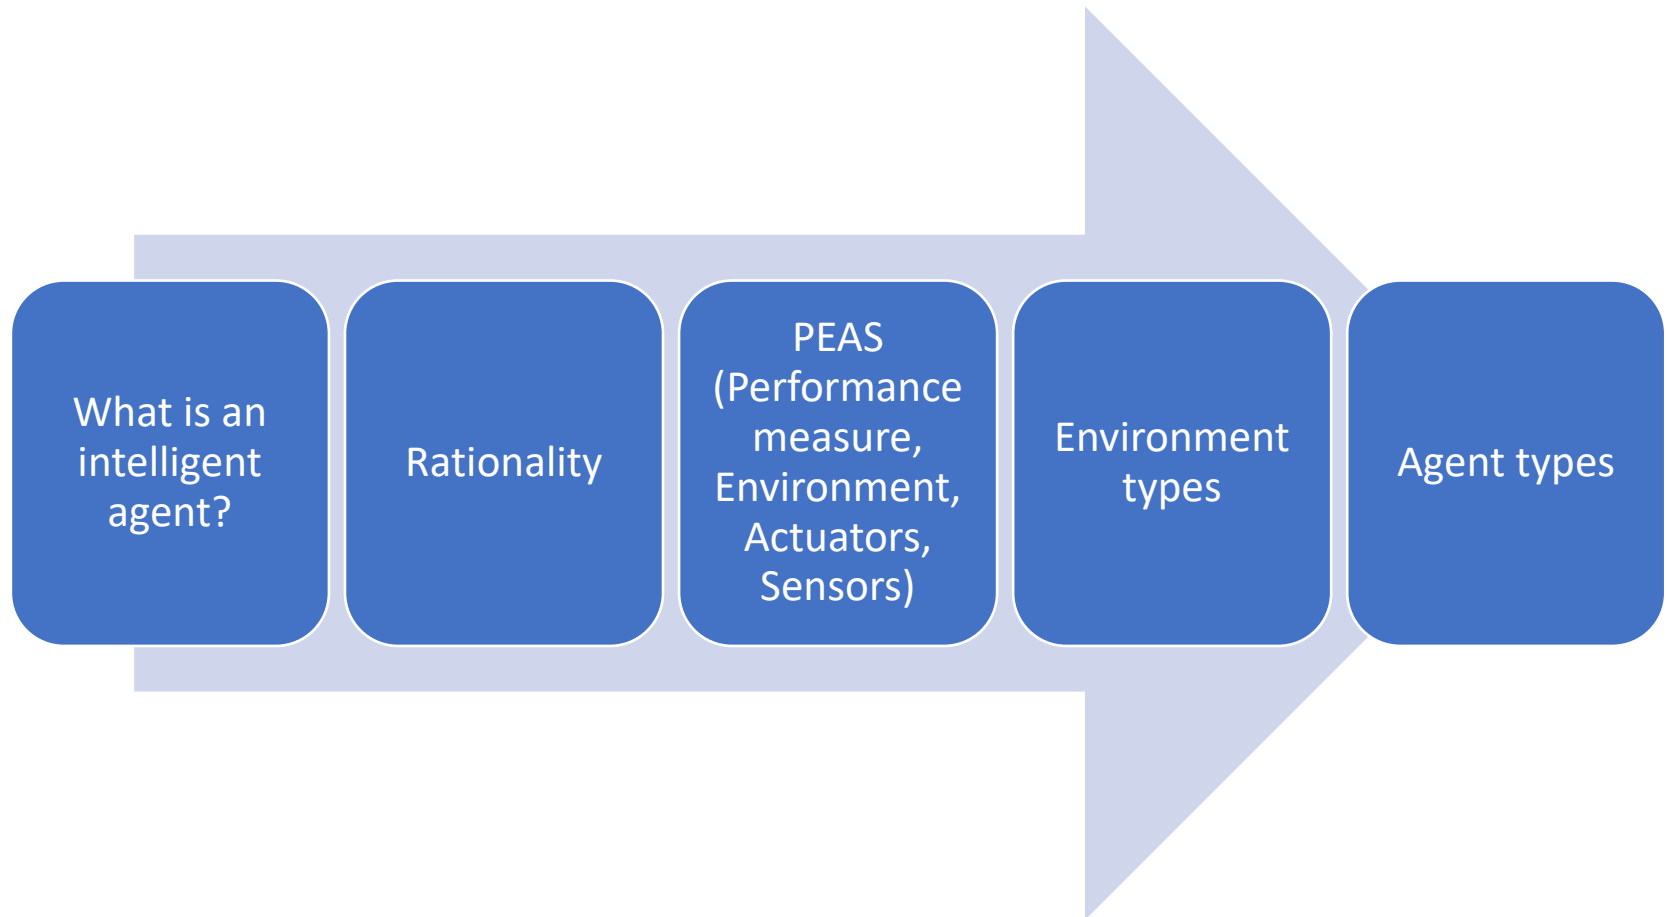 What is an
intelligent
agent?
Rationality
PEAS
(Performance
measure,
Environment,
Actuators,
Sensors)
Environment
types
Agent types